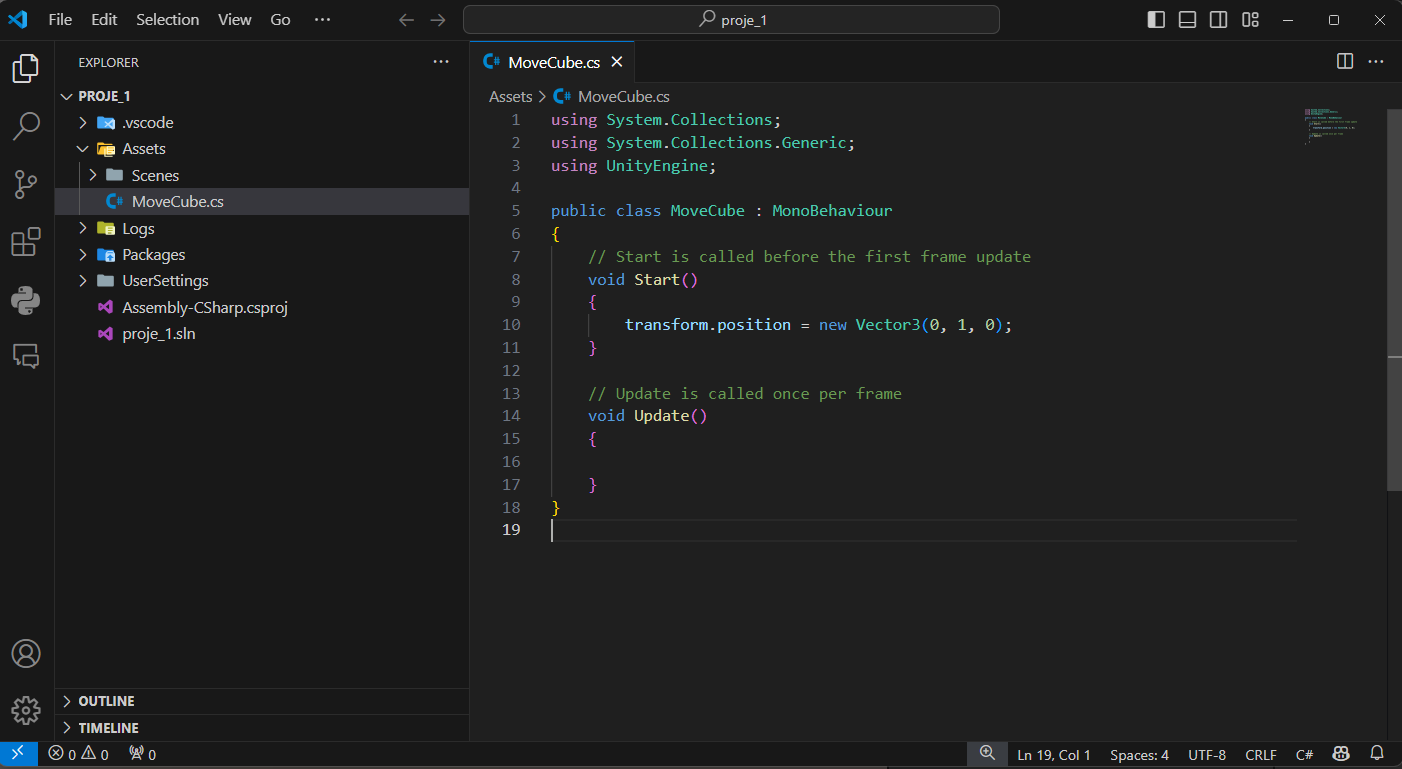 File Edit Selection View Go
proje_1
EXPLORER
PROJE_1
.vscode
Assets
Scenes
MoveCube.cs
Logs
Packages
UserSettings
Assembly-CSharp.csproj
proje_1.sln
OUTLINE
TIMELINE
MoveCube.cs
Assets > MoveCube.cs
1 using System.Collections;
2 using System.Collections.Generic;
3 using UnityEngine;
4
5 public class MoveCube : MonoBehaviour
6 {
7 // Start is called before the first frame update
8 void Start()
9 {
10 transform.position = new Vector3(0, 1, 0);
11 }
12
13 // Update is called once per frame
14 void Update()
15 {
16
17 }
18 }
19
0 0 0 Ln 19, Col 1 Spaces: 4 UTF-8 CRLF C#